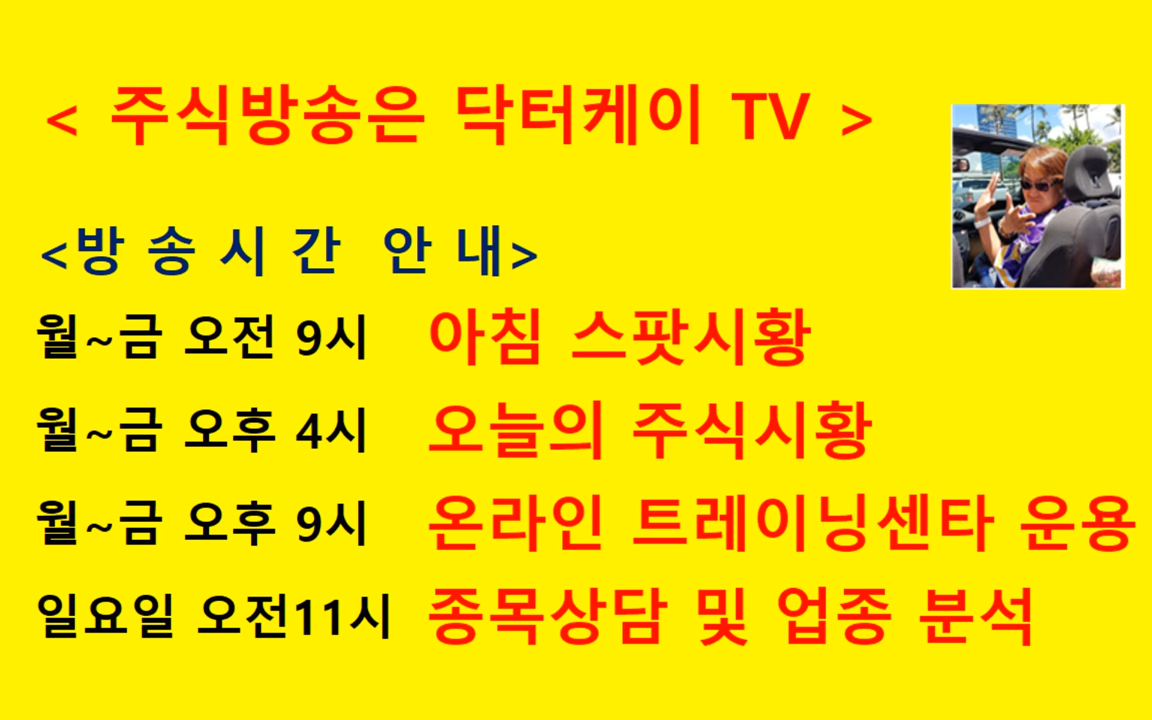 < 주식방송은 닥터케이 TV >
<방 송 시 간 안 내>
월~금 오전 9시 아침 스팟시황
월~금 오후 4시 오늘의 주식시황
월~금 오후 9시 온라인 트레이닝센타 운용
일요일 오전11시 종목상담 및 업종 분석